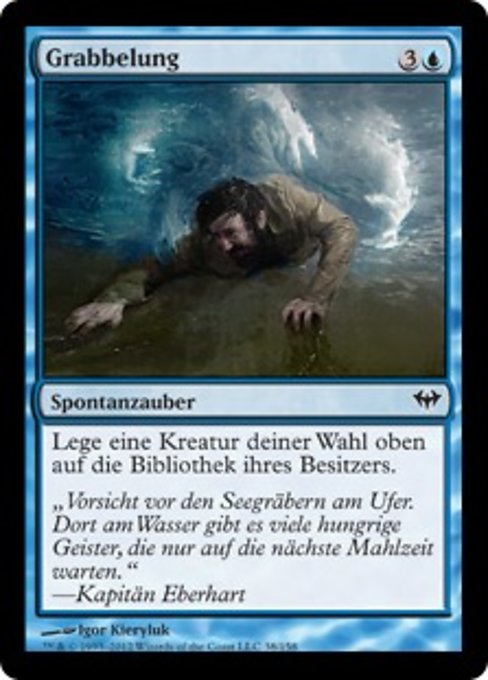 Grabbelung 3
Spontanzauber
Lege eine Kreatur deiner Wahl oben
auf die Bibliothek ihres Besitzers.
„Vorsicht vor den Seegräbern am Ufer.
Dort am Wasser gibt es viele hungrige
Geister, die nur auf die nächste Mahlzeit
warten.“
—Kapitän Eberhart
Igor Kieryluk
™ & © 1993–2012 Wizards of the Coast LLC 38/158